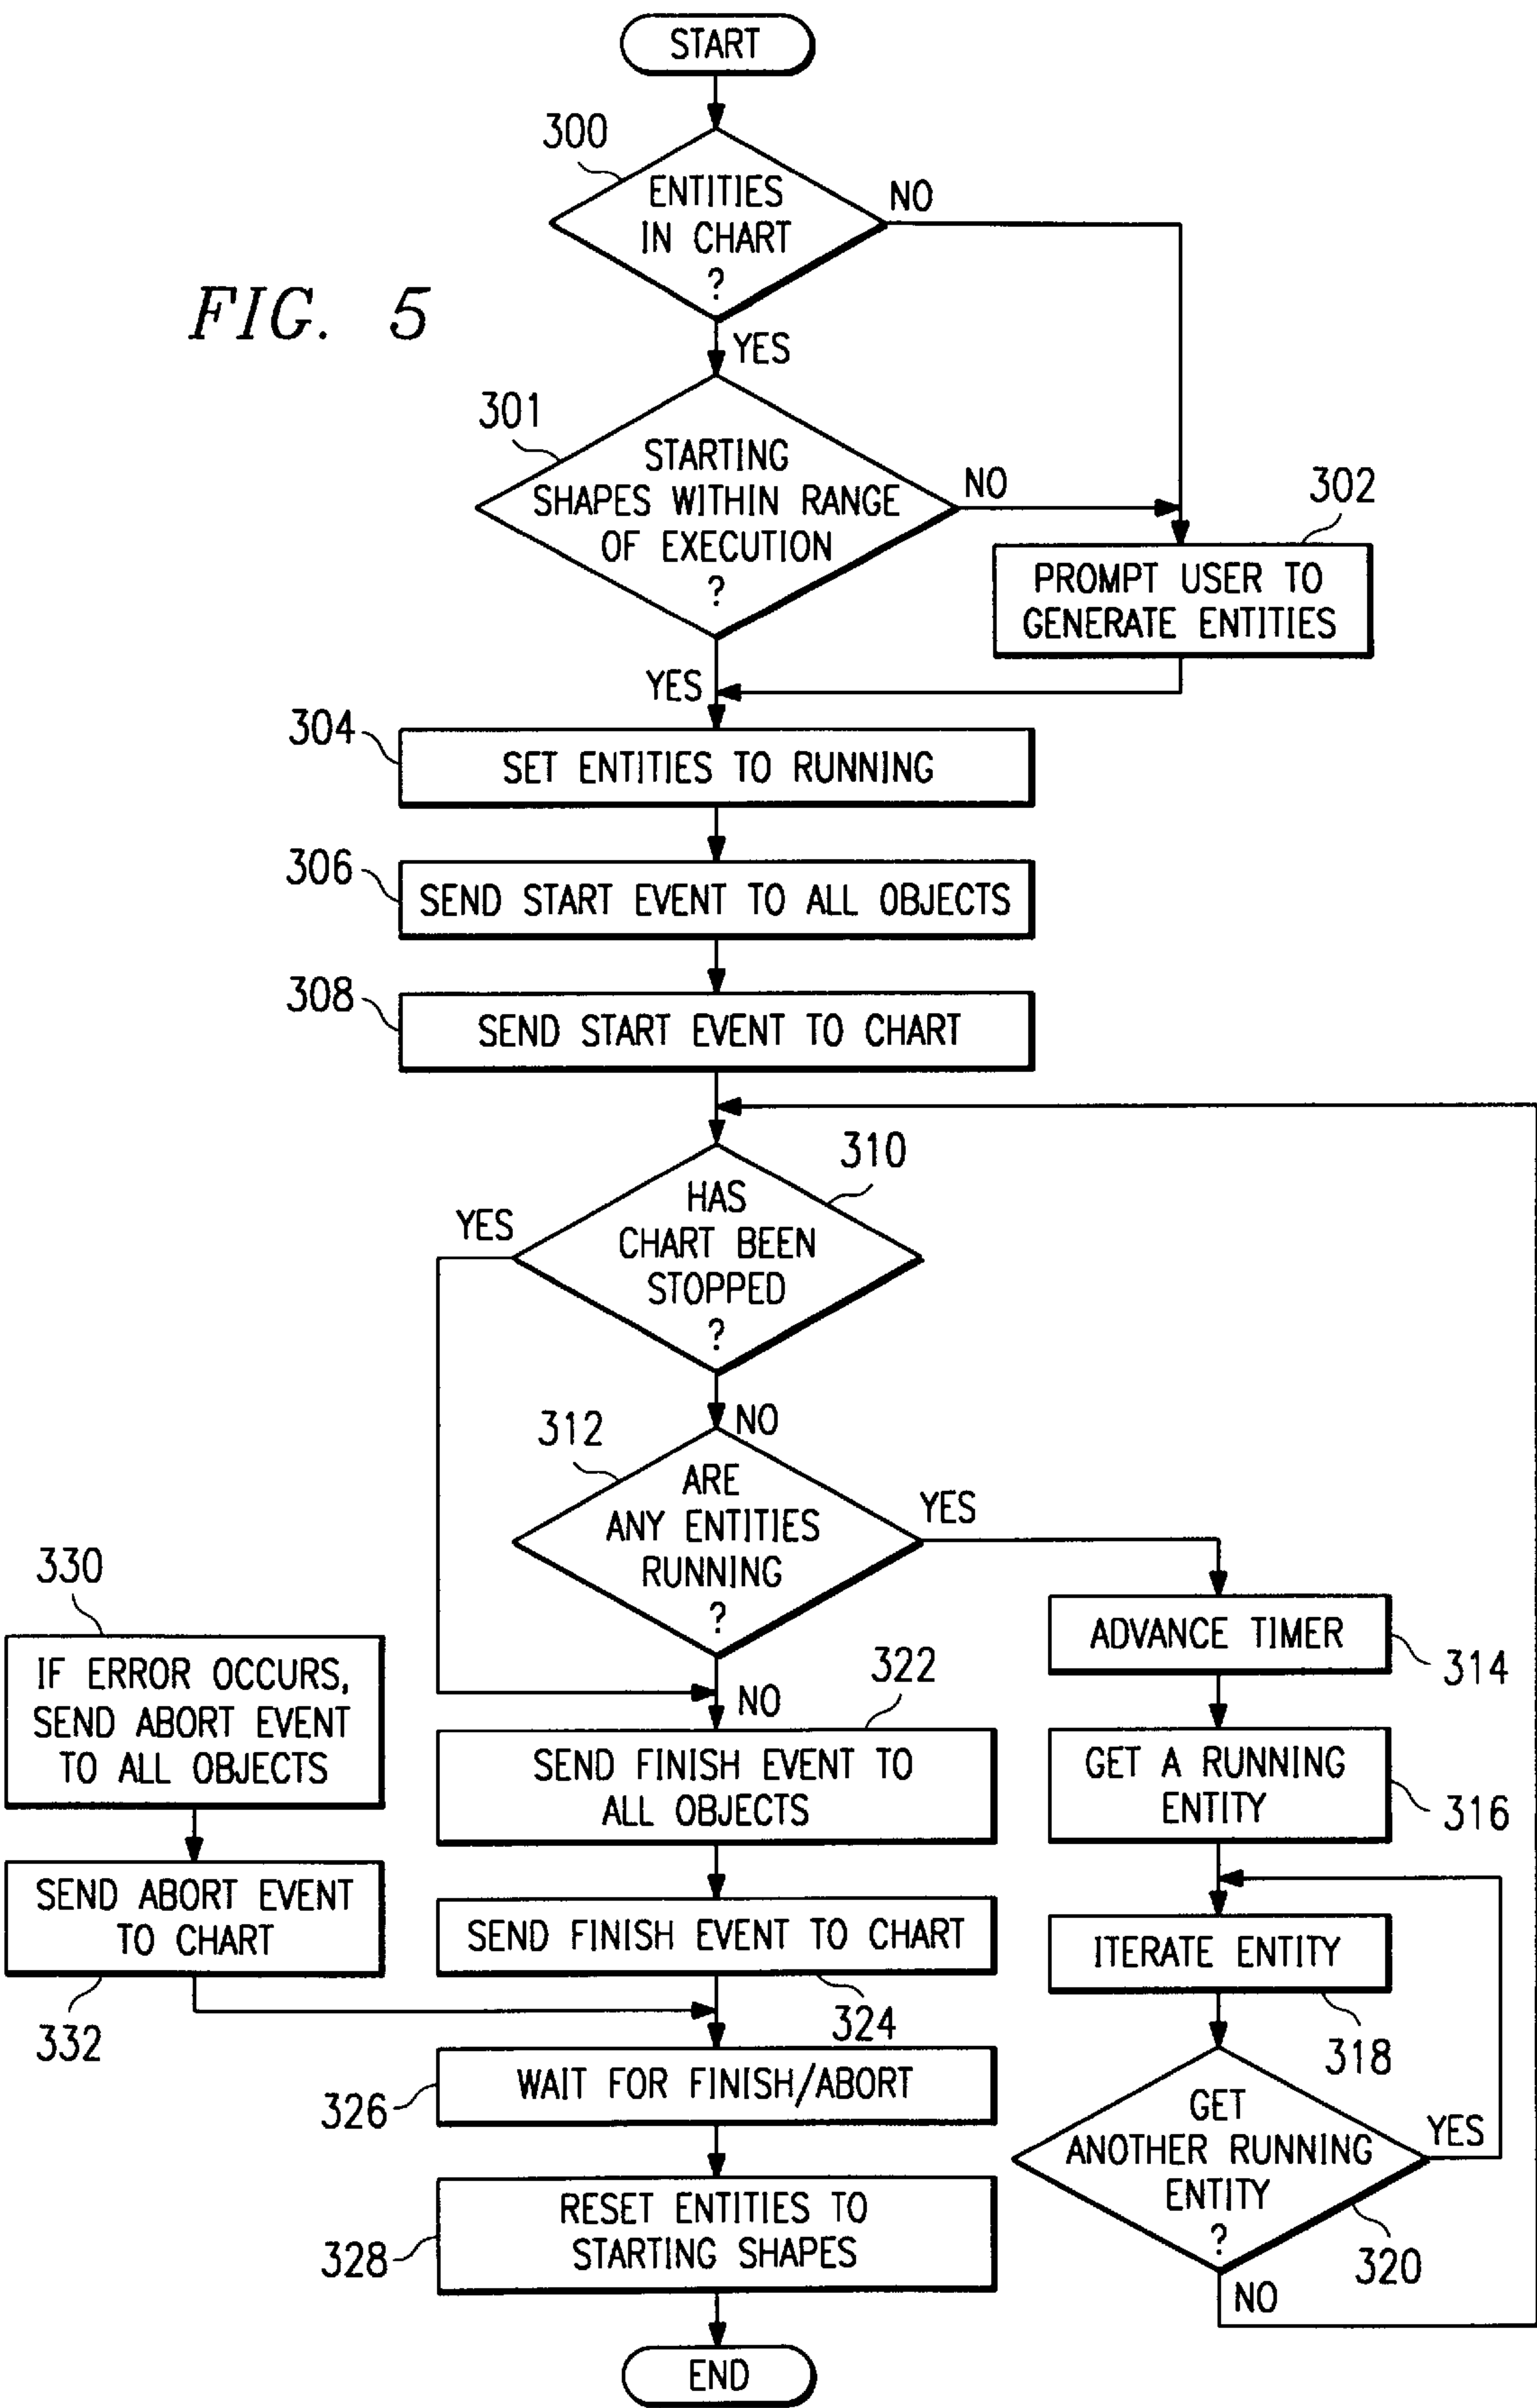 START
300
ENTITIES
IN CHART
?
NO
FIG. 5
YES
301
STARTING
SHAPES WITHIN RANGE
OF EXECUTION
?
NO
302
PROMPT USER TO
GENERATE ENTITIES
YES
304
SET ENTITIES TO RUNNING
306
SEND START EVENT TO ALL OBJECTS
308
SEND START EVENT TO CHART
310
HAS
CHART BEEN
STOPPED
?
YES
NO
312
ARE
ANY ENTITIES
RUNNING
?
YES
NO
330
IF ERROR OCCURS,
SEND ABORT EVENT
TO ALL OBJECTS
322
SEND FINISH EVENT TO
ALL OBJECTS
ADVANCE TIMER
314
GET A RUNNING
ENTITY
316
SEND ABORT EVENT
TO CHART
332
SEND FINISH EVENT TO CHART
324
ITERATE ENTITY
318
326
WAIT FOR FINISH/ABORT
GET
ANOTHER RUNNING
ENTITY
?
YES
320
NO
328
RESET ENTITIES TO
STARTING SHAPES
END